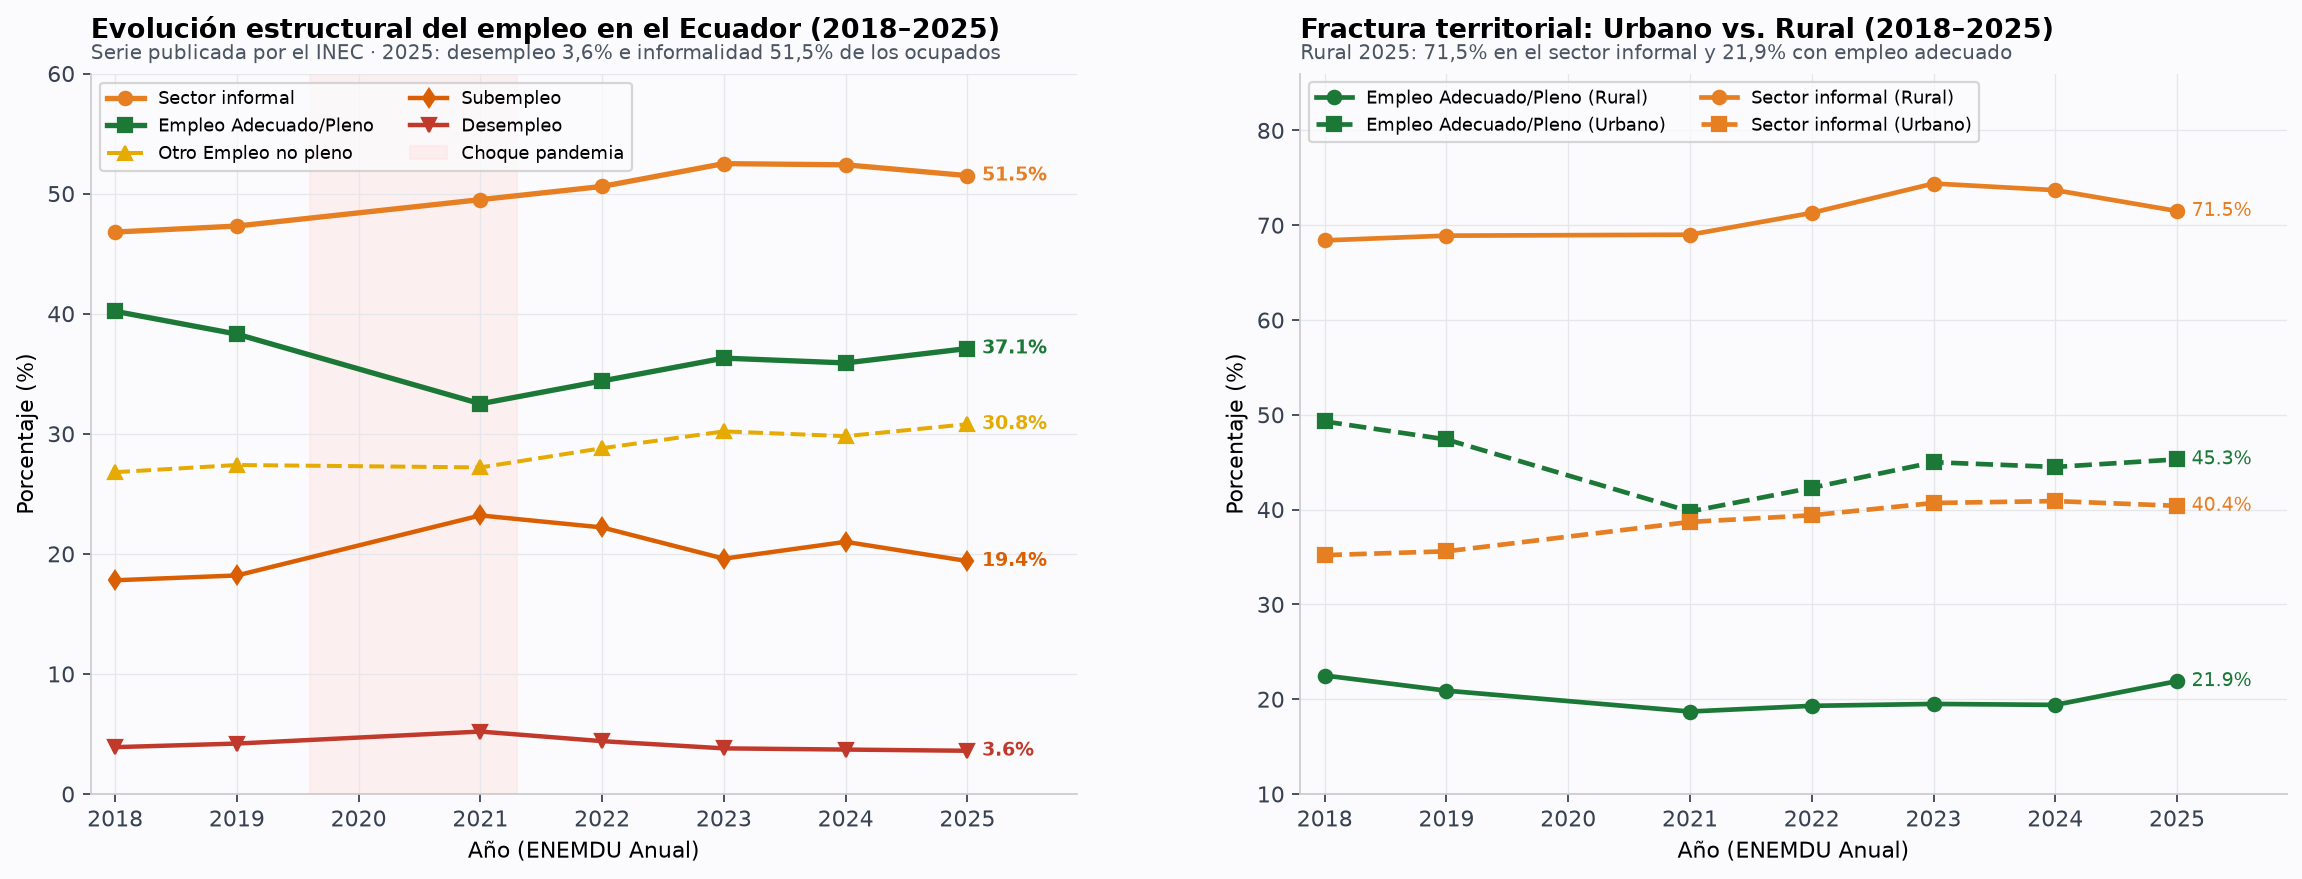 Evolución estructural del empleo en el Ecuador (2018–2025)
Serie publicada por el INEC · 2025: desempleo 3,6% e informalidad 51,5% de los ocupados
Sector informal
Empleo Adecuado/Pleno
Otro Empleo no pleno
Subempleo
Desempleo
Choque pandemia
60
50
40
30
20
10
0
Porcentaje (%)
51.5%
37.1%
30.8%
19.4%
3.6%
2018 2019 2020 2021 2022 2023 2024 2025
Año (ENEMDU Anual)
Fractura territorial: Urbano vs. Rural (2018–2025)
Rural 2025: 71,5% en el sector informal y 21,9% con empleo adecuado
Empleo Adecuado/Pleno (Rural)
Empleo Adecuado/Pleno (Urbano)
Sector informal (Rural)
Sector informal (Urbano)
80
70
60
50
40
30
20
10
Porcentaje (%)
71.5%
45.3%
40.4%
21.9%
2018 2019 2020 2021 2022 2023 2024 2025
Año (ENEMDU Anual)